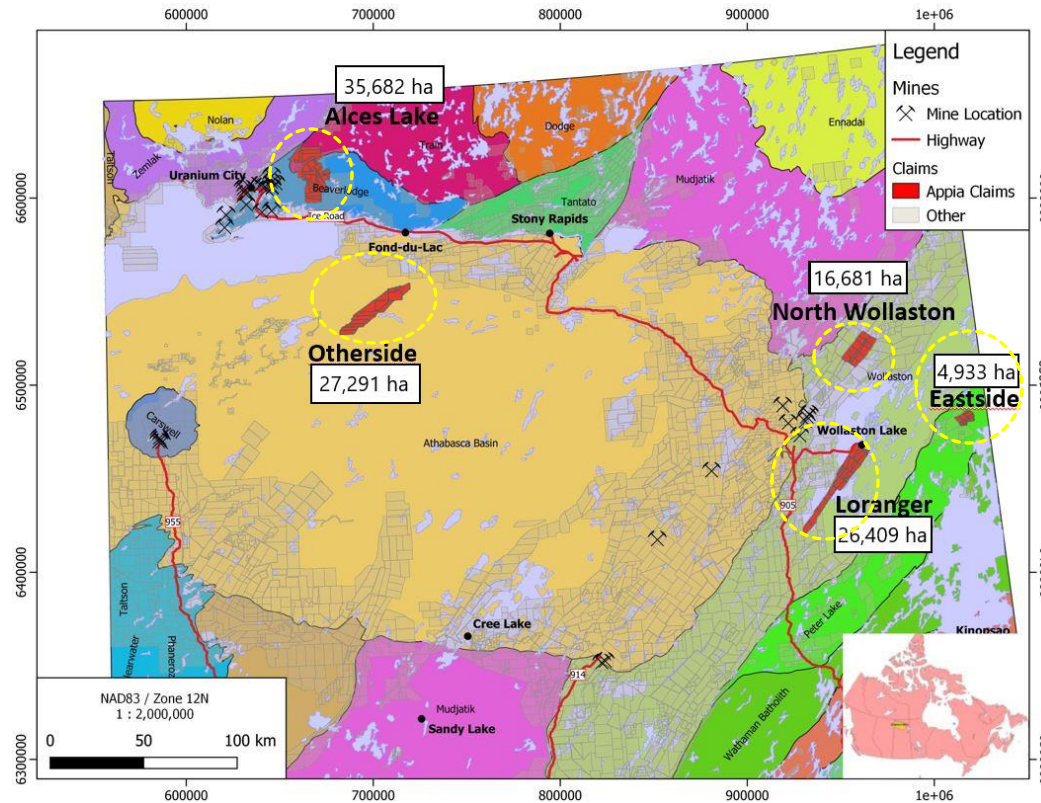 600000
700000
800000
900000
1e+06
35,682 ha
Alces Lake
Nolan
Train
Dodge
Ennadai
Taltson
Zemlak
Uranium City
Beaverlodge
Mudjatik
Tantato
Ice Road
Stony Rapids
Fond-du-Lac
Legend
Mines
Mine Location
Highway
Claims
Appia Claims
Other
6600000
16,681 ha
North Wollaston
Otherside
27,291 ha
Wollaston
4,933 ha
Eastside
6500000
Carswell
Athabasca Basin
Wollaston Lake
Loranger
26,409 ha
905
955
6400000
Taltson
Cree Lake
Peter Lake
914
Mudjatik
Sandy Lake
Wathaman Batholith
NAD83 / Zone 12N
1 : 2,000,000
0 50 100 km
6300000
600000
700000
800000
900000
1e+06